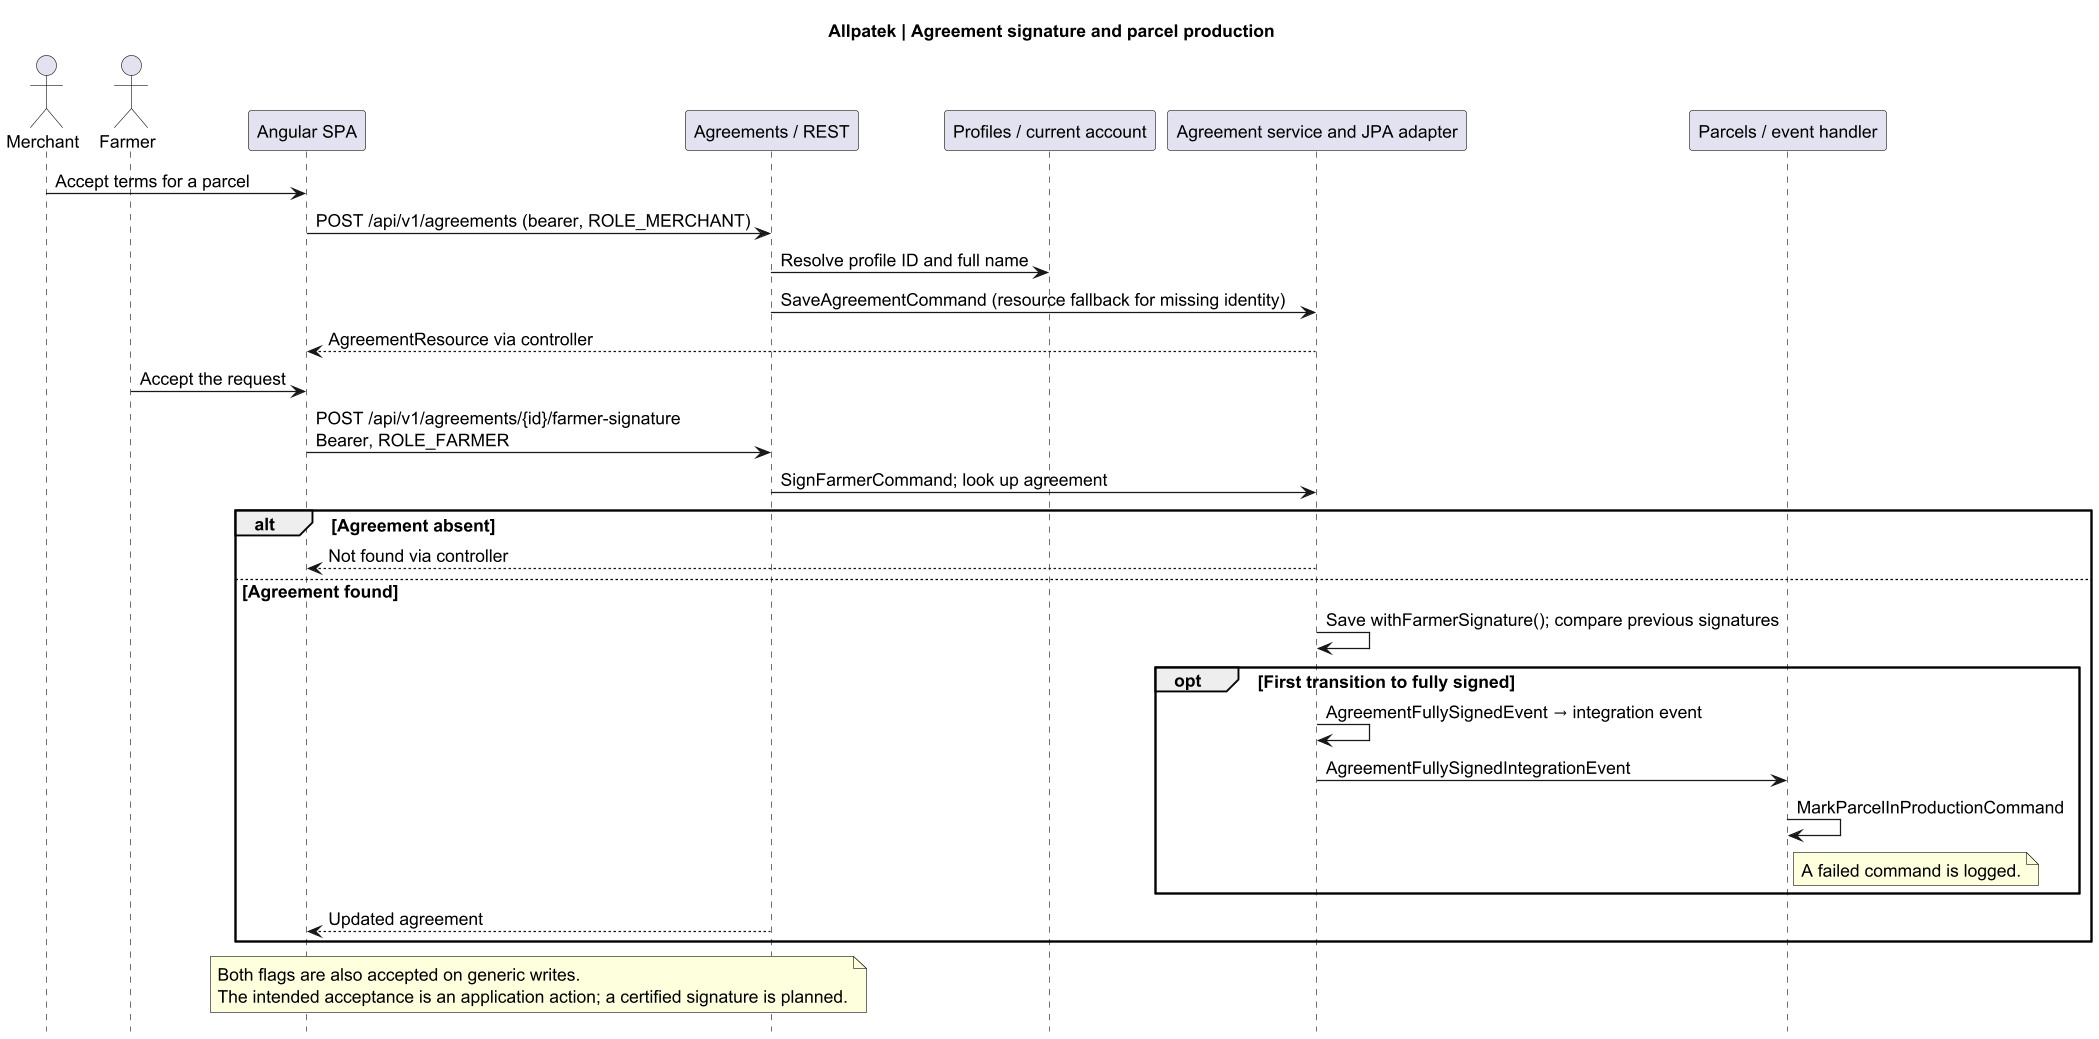 Allpatek | Agreement signature and parcel production
Merchant
Farmer
Angular SPA
Agreements / REST
Profiles / current account
Agreement service and JPA adapter
Parcels / event handler
Accept terms for a parcel
POST /api/v1/agreements (bearer, ROLE_MERCHANT)
Resolve profile ID and full name
SaveAgreementCommand (resource fallback for missing identity)
AgreementResource via controller
Accept the request
POST /api/v1/agreements/{id}/farmer-signature
Bearer, ROLE_FARMER
SignFarmerCommand; look up agreement
alt [Agreement absent]
Not found via controller
[Agreement found]
Save withFarmerSignature(); compare previous signatures
opt [First transition to fully signed]
AgreementFullySignedEvent → integration event
AgreementFullySignedIntegrationEvent
MarkParcelInProductionCommand
A failed command is logged.
Updated agreement
Both flags are also accepted on generic writes.
The intended acceptance is an application action; a certified signature is planned.